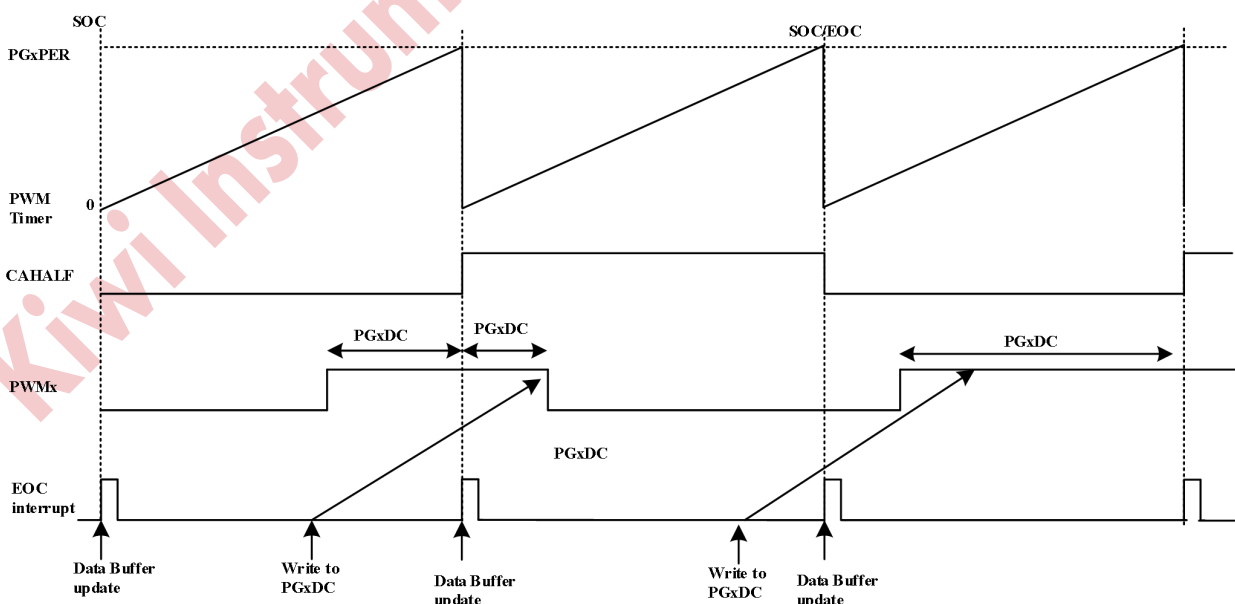 SOC
SOC/EOC
PGxPER
PWM
Timer
0
CAHALF
PGxDC
PGxDC
PGxDC
PWMx
PGxDC
EOC
interrupt
Data Buffer
update
Write to
PGxDC
Data Buffer
update
Write to
PGxDC
Data Buffer
update
Kiwi Instrum